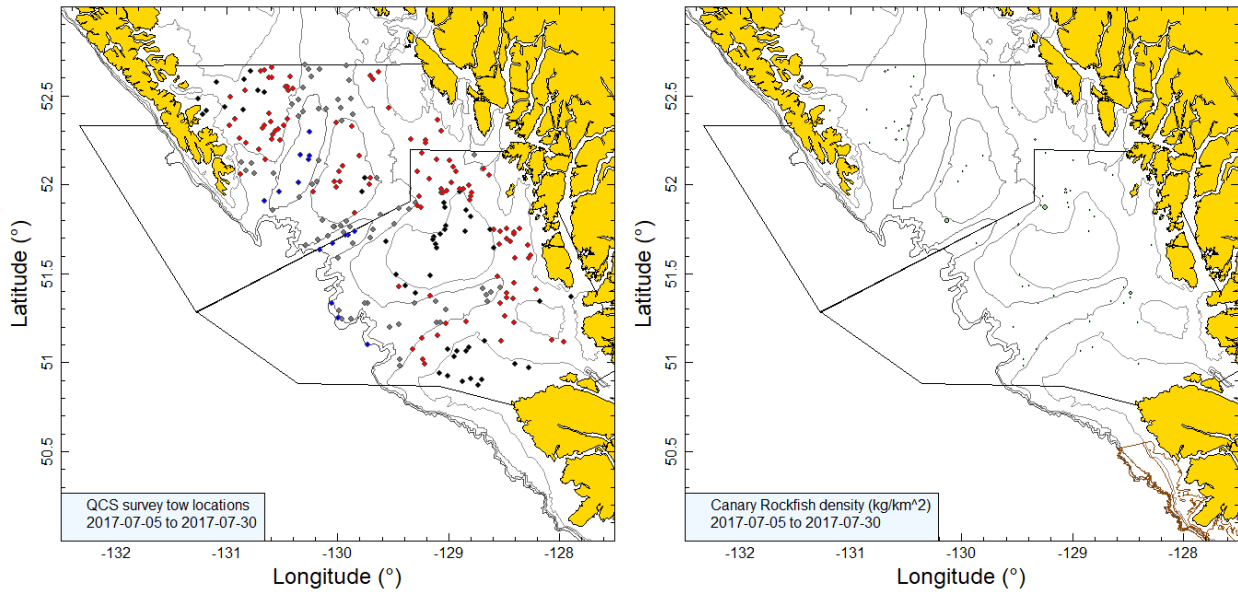 52.5
52
51.5
51
50.5
Latitude (°)
QCS survey tow locations
2017-07-05 to 2017-07-30
-132
-131
-130
-129
-128
Longitude (°)
52.5
52
51.5
51
50.5
Latitude (°)
Canary Rockfish density (kg/km^2)
2017-07-05 to 2017-07-30
-132
-131
-130
-129
-128
Longitude (°)